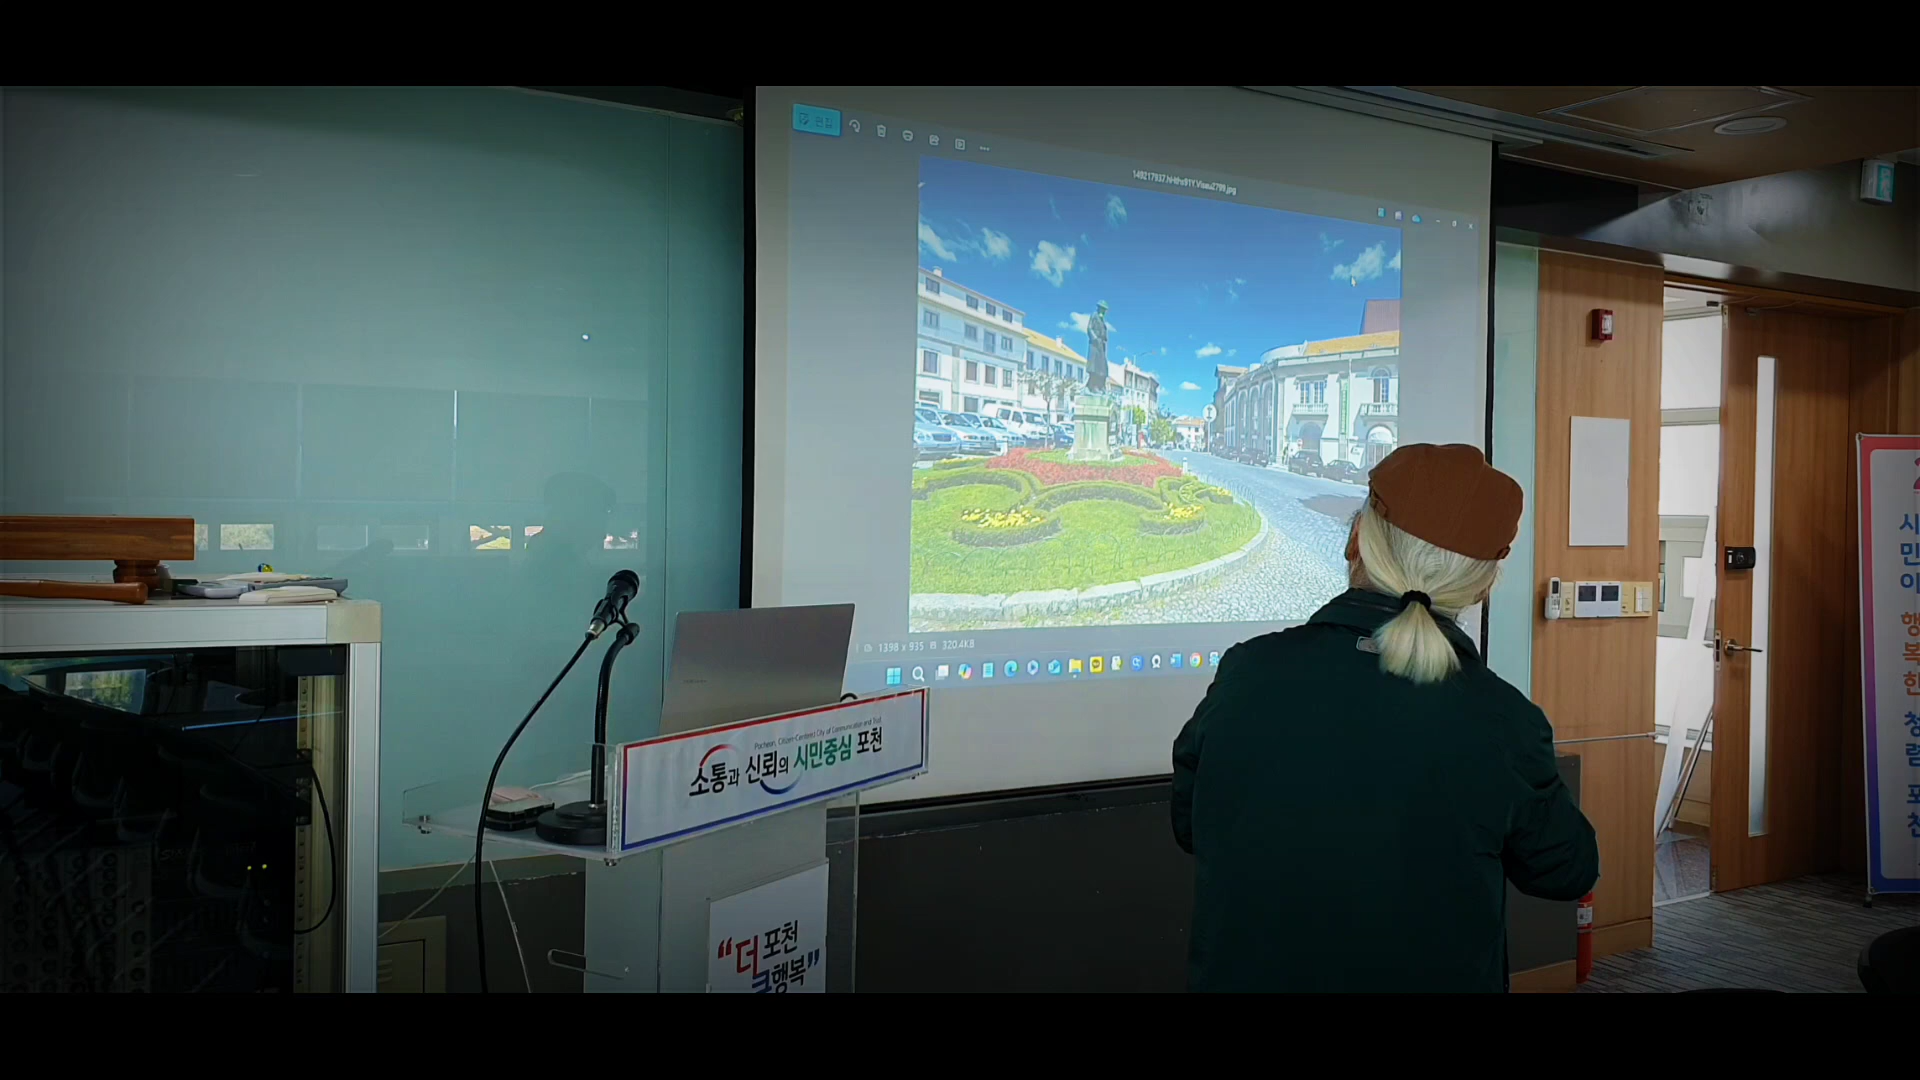 편집
1398 x 935
320.4KB
Pocheon, Citizen-Centered City of Communication and Trust
소통과 신뢰의 시민중심 포천
“더 포천
큰 행복”
시민이 행복한 청렴 포천